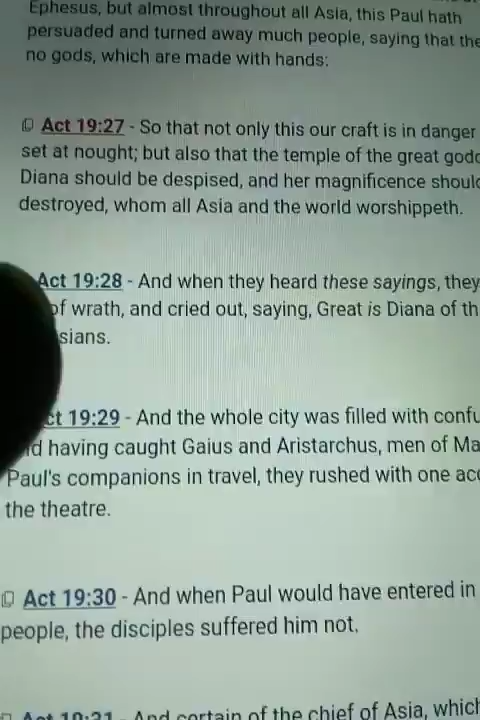 Ephesus, but almost throughout all Asia, this Paul hath
persuaded and turned away much people, saying that the
no gods, which are made with hands:
Act 19:27 - So that not only this our craft is in danger
set at nought; but also that the temple of the great godd
Diana should be despised, and her magnificence should
destroyed, whom all Asia and the world worshippeth.
Act 19:28 - And when they heard these sayings, they
of wrath, and cried out, saying, Great is Diana of th
sians.
ct 19:29 - And the whole city was filled with confu
d having caught Gaius and Aristarchus, men of Ma
Paul's companions in travel, they rushed with one acc
the theatre.
Act 19:30 - And when Paul would have entered in
people, the disciples suffered him not.
Act 19:31 - And certain of the chief of Asia, which